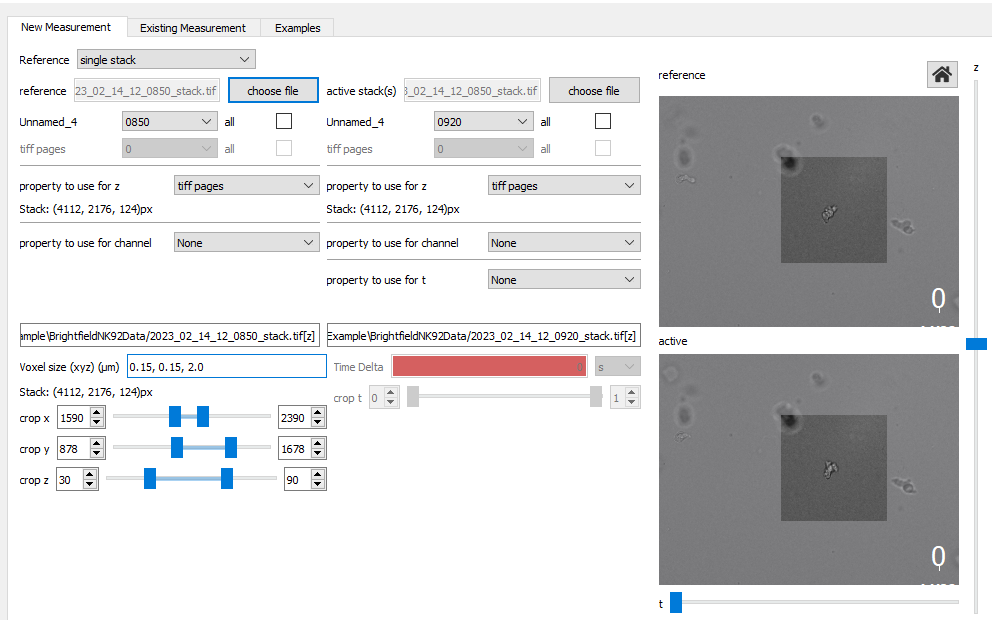 New Measurement Existing Measurement Examples
Reference single stack
reference 23_02_14_12_0850_stack.tif choose file active stack(s) 3_02_14_12_0850_stack.tif choose file
Unnamed_4 0850 all Unnamed_4 0920 all
tiff pages 0 all tiff pages 0 all
property to use for z tiff pages property to use for z tiff pages
Stack: (4112, 2176, 124)px Stack: (4112, 2176, 124)px
property to use for channel None property to use for channel None
property to use for t None
ample\BrightfieldNK92Data/2023_02_14_12_0850_stack.tif[z] Example\BrightfieldNK92Data/2023_02_14_12_0920_stack.tif[z]
Voxel size (xyz) (µm) 0.15, 0.15, 2.0 Time Delta 0 s
Stack: (4112, 2176, 124)px
crop t 0 1
crop x 1590 2390
crop y 878 1678
crop z 30 90
reference
z
0
active
0
t